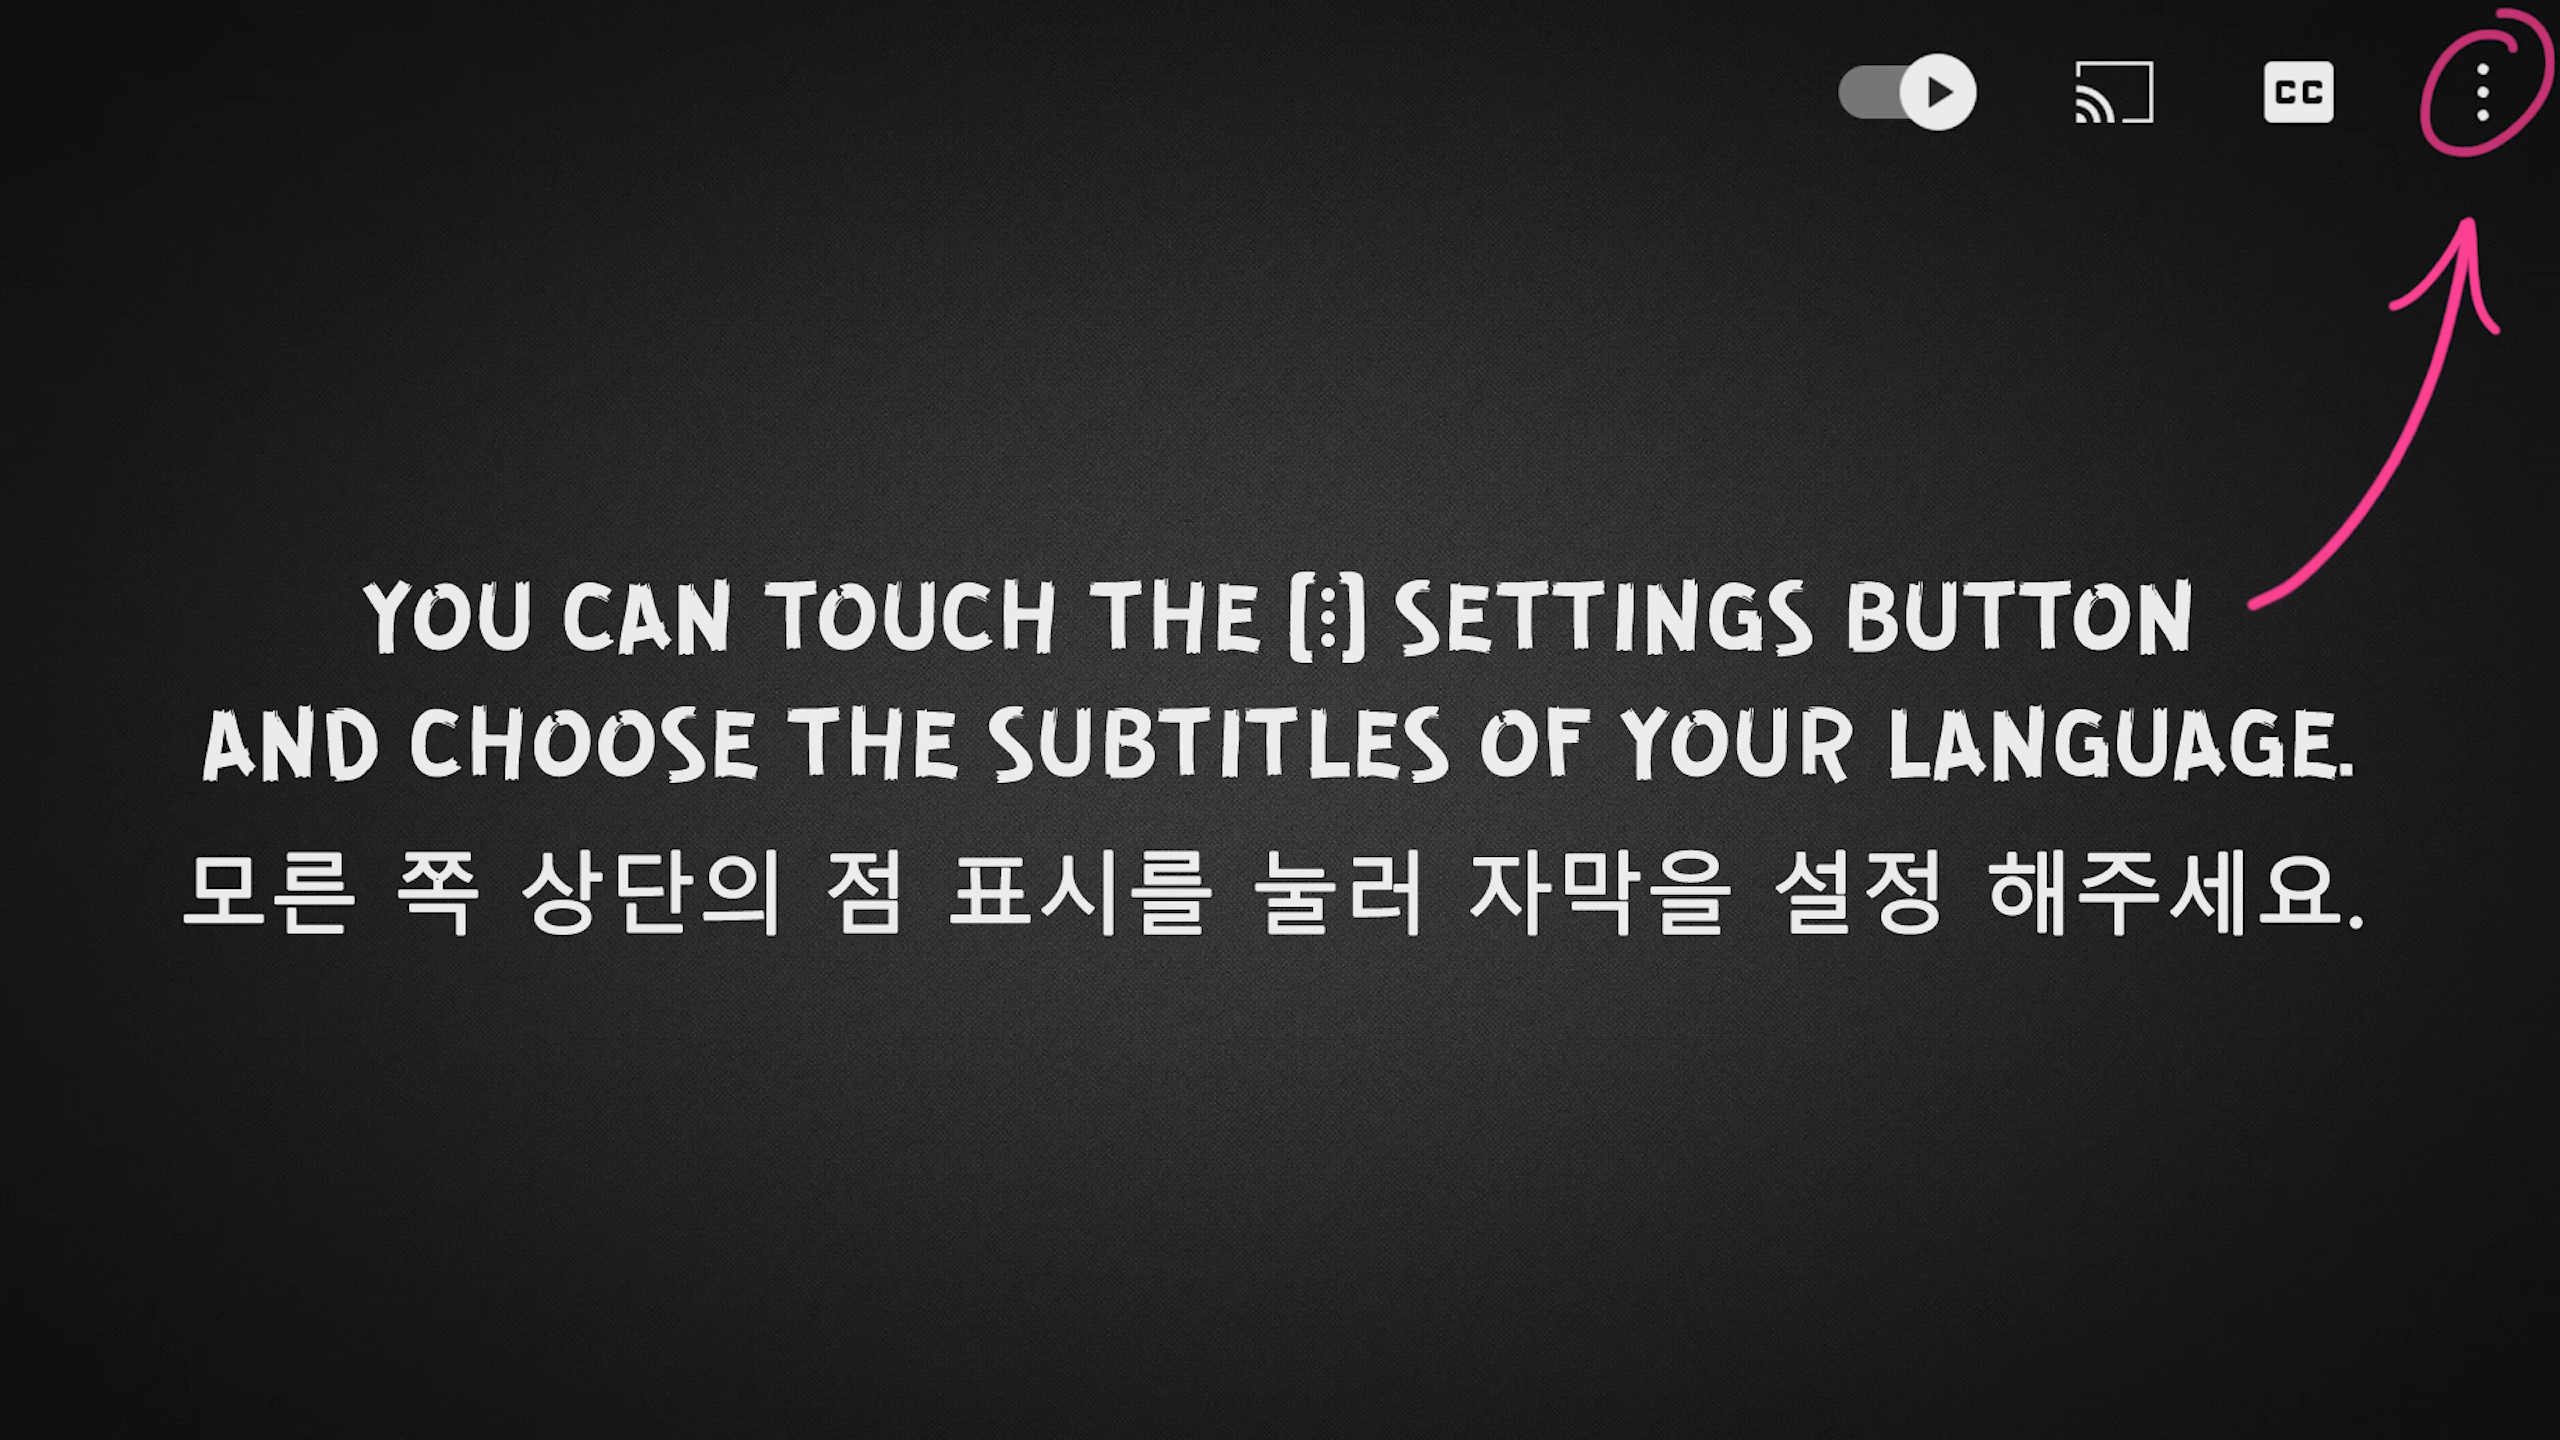 CC
YOU CAN TOUCH THE [⋮] SETTINGS BUTTON
AND CHOOSE THE SUBTITLES OF YOUR LANGUAGE.
모른 쪽 상단의 점 표시를 눌러 자막을 설정 해주세요.